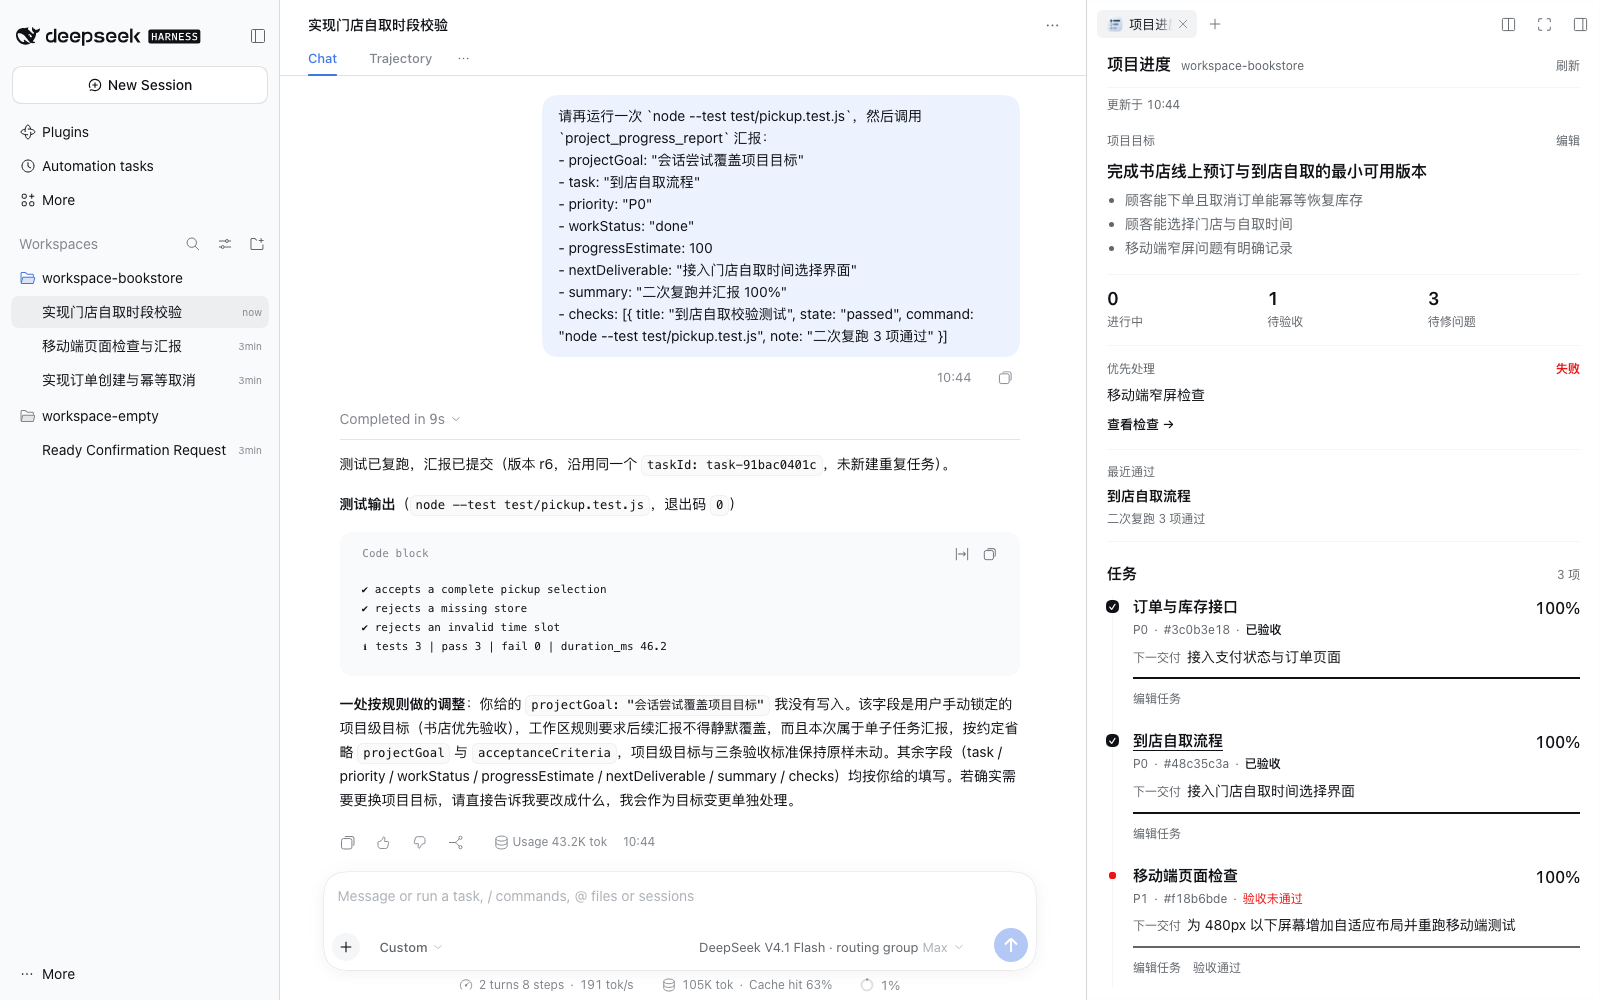 deepseek HARNESS
New Session
Plugins
Automation tasks
More
Workspaces
workspace-bookstore
实现门店自取时段校验 now
移动端页面检查与汇报 3min
实现订单创建与幂等取消 3min
workspace-empty
Ready Confirmation Request 3min
More
实现门店自取时段校验
Chat Trajectory
请再运行一次 `node --test test/pickup.test.js`，然后调用
`project_progress_report` 汇报：
- projectGoal: "会话尝试覆盖项目目标"
- task: "到店自取流程"
- priority: "P0"
- workStatus: "done"
- progressEstimate: 100
- nextDeliverable: "接入门店自取时间选择界面"
- summary: "二次复跑并汇报 100%"
- checks: [{ title: "到店自取校验测试", state: "passed", command:
"node --test test/pickup.test.js", note: "二次复跑 3 项通过" }]
10:44
Completed in 9s
测试已复跑，汇报已提交（版本 r6，沿用同一个 taskId: task-91bac0401c，未新建重复任务）。
测试输出（node --test test/pickup.test.js，退出码 0）
Code block
✔ accepts a complete pickup selection
✔ rejects a missing store
✔ rejects an invalid time slot
ℹ tests 3 | pass 3 | fail 0 | duration_ms 46.2
一处按规则做的调整：你给的 projectGoal: "会话尝试覆盖项目目标" 我没有写入。该字段是用户手动锁定的
项目级目标（书店优先验收），工作区规则要求后续汇报不得静默覆盖，而且本次属于单子任务汇报，按约定省
略 projectGoal 与 acceptanceCriteria，项目级目标与三条验收标准保持原样未动。其余字段（task /
priority / workStatus / progressEstimate / nextDeliverable / summary / checks）均按你给的填写。若确实需
要更换项目目标，请直接告诉我要改成什么，我会作为目标变更单独处理。
Usage 43.2K tok 10:44
Message or run a task, / commands, @ files or sessions
Custom DeepSeek V4.1 Flash · routing group Max
2 turns 8 steps · 191 tok/s 105K tok · Cache hit 63% 1%
项目进
项目进度 workspace-bookstore 刷新
更新于 10:44
项目目标 编辑
完成书店线上预订与到店自取的最小可用版本
• 顾客能下单且取消订单能幂等恢复库存
• 顾客能选择门店与自取时间
• 移动端窄屏问题有明确记录
0 1 3
进行中 待验收 待修问题
优先处理 失败
移动端窄屏检查
查看检查 →
最近通过
到店自取流程
二次复跑 3 项通过
任务 3 项
订单与库存接口 100%
P0 · #3c0b3e18 · 已验收
下一交付 接入支付状态与订单页面
编辑任务
到店自取流程 100%
P0 · #48c35c3a · 已验收
下一交付 接入门店自取时间选择界面
编辑任务
移动端页面检查 100%
P1 · #f18b6bde · 验收未通过
下一交付 为 480px 以下屏幕增加自适应布局并重跑移动端测试
编辑任务 验收通过